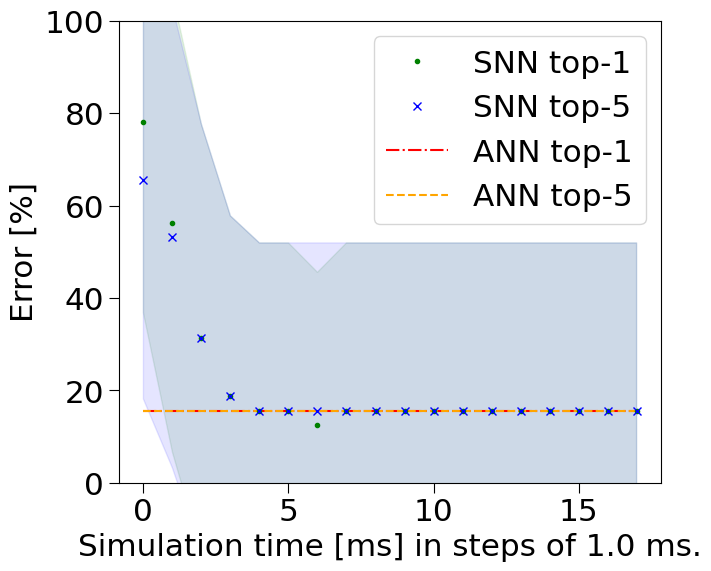 100
80
60
40
20
0
Error [%]
SNN top-1
SNN top-5
ANN top-1
ANN top-5
0 5 10 15
Simulation time [ms] in steps of 1.0 ms.